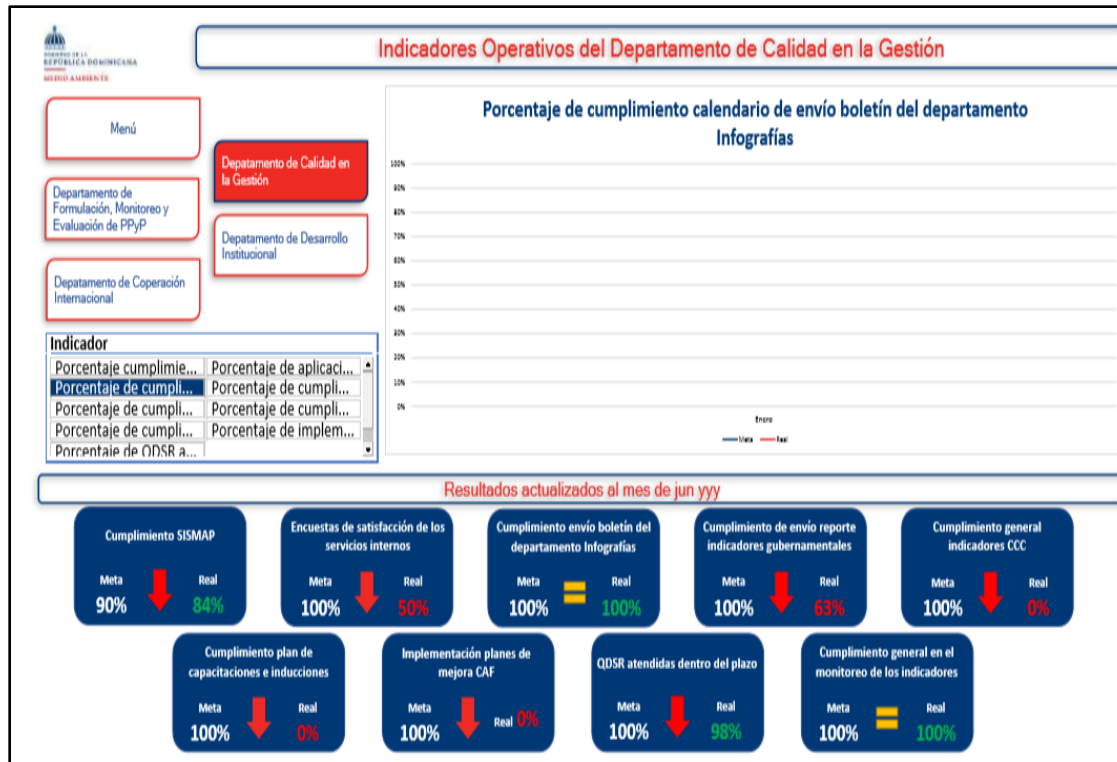 GOBIERNO DE LA
REPÚBLICA DOMINICANA
MEDIO AMBIENTE
Indicadores Operativos del Departamento de Calidad en la Gestión
Menú
Depatamento de Calidad en
la Gestión
Departamento de
Formulación, Monitoreo y
Evaluación de PPyP
Departamento de Desarrollo
Institucional
Depatamento de Coperación
Internacional
Indicador
Porcentaje cumplimie...
Porcentaje de aplicaci...
Porcentaje de cumpli...
Porcentaje de cumpli...
Porcentaje de cumpli...
Porcentaje de cumpli...
Porcentaje de cumpli...
Porcentaje de implem...
Porcentaje de QDSR a...
Porcentaje de cumplimiento calendario de envío boletín del departamento
Infografías
100%
90%
80%
70%
60%
50%
40%
30%
20%
10%
0%
Enero
Meta
Real
Resultados actualizados al mes de jun yyy
Cumplimiento SISMAP
Meta
Real
90%
84%
Encuestas de satisfacción de los
servicios internos
Meta
Real
100%
50%
Cumplimiento envío boletín del
departamento Infografías
Meta
Real
100%
100%
Cumplimiento de envío reporte
indicadores gubernamentales
Meta
Real
100%
63%
Cumplimiento general
indicadores CCC
Meta
Real
100%
0%
Cumplimiento plan de
capacitaciones e inducciones
Meta
Real
100%
0%
Implementación planes de
mejora CAF
Meta
100%
Real 0%
QDSR atendidas dentro del plazo
Meta
Real
100%
98%
Cumplimiento general en el
monitoreo de los indicadores
Meta
Real
100%
100%